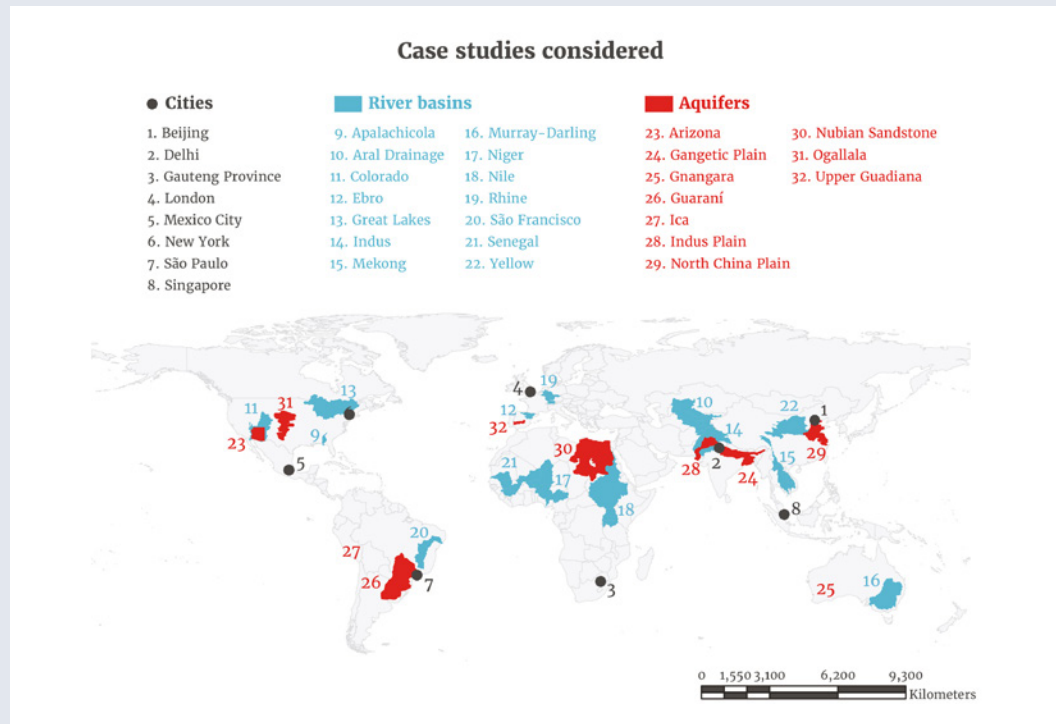 Case studies considered
Cities
1. Beijing
2. Delhi
3. Gauteng Province
4. London
5. Mexico City
6. New York
7. São Paulo
8. Singapore
River basins
9. Apalachicola
10. Aral Drainage
11. Colorado
12. Ebro
13. Great Lakes
14. Indus
15. Mekong
16. Murray-Darling
17. Niger
18. Nile
19. Rhine
20. São Francisco
21. Senegal
22. Yellow
Aquifers
23. Arizona
24. Gangetic Plain
25. Gnangara
26. Guaraní
27. Ica
28. Indus Plain
29. North China Plain
30. Nubian Sandstone
31. Ogallala
32. Upper Guadiana
13
31
11
23
9
5
4
19
12
32
30
21
17
18
10
14
22
1
28
2
24
15
29
8
20
27
26
7
3
25
16
0 1,550 3,100 6,200 9,300
Kilometers